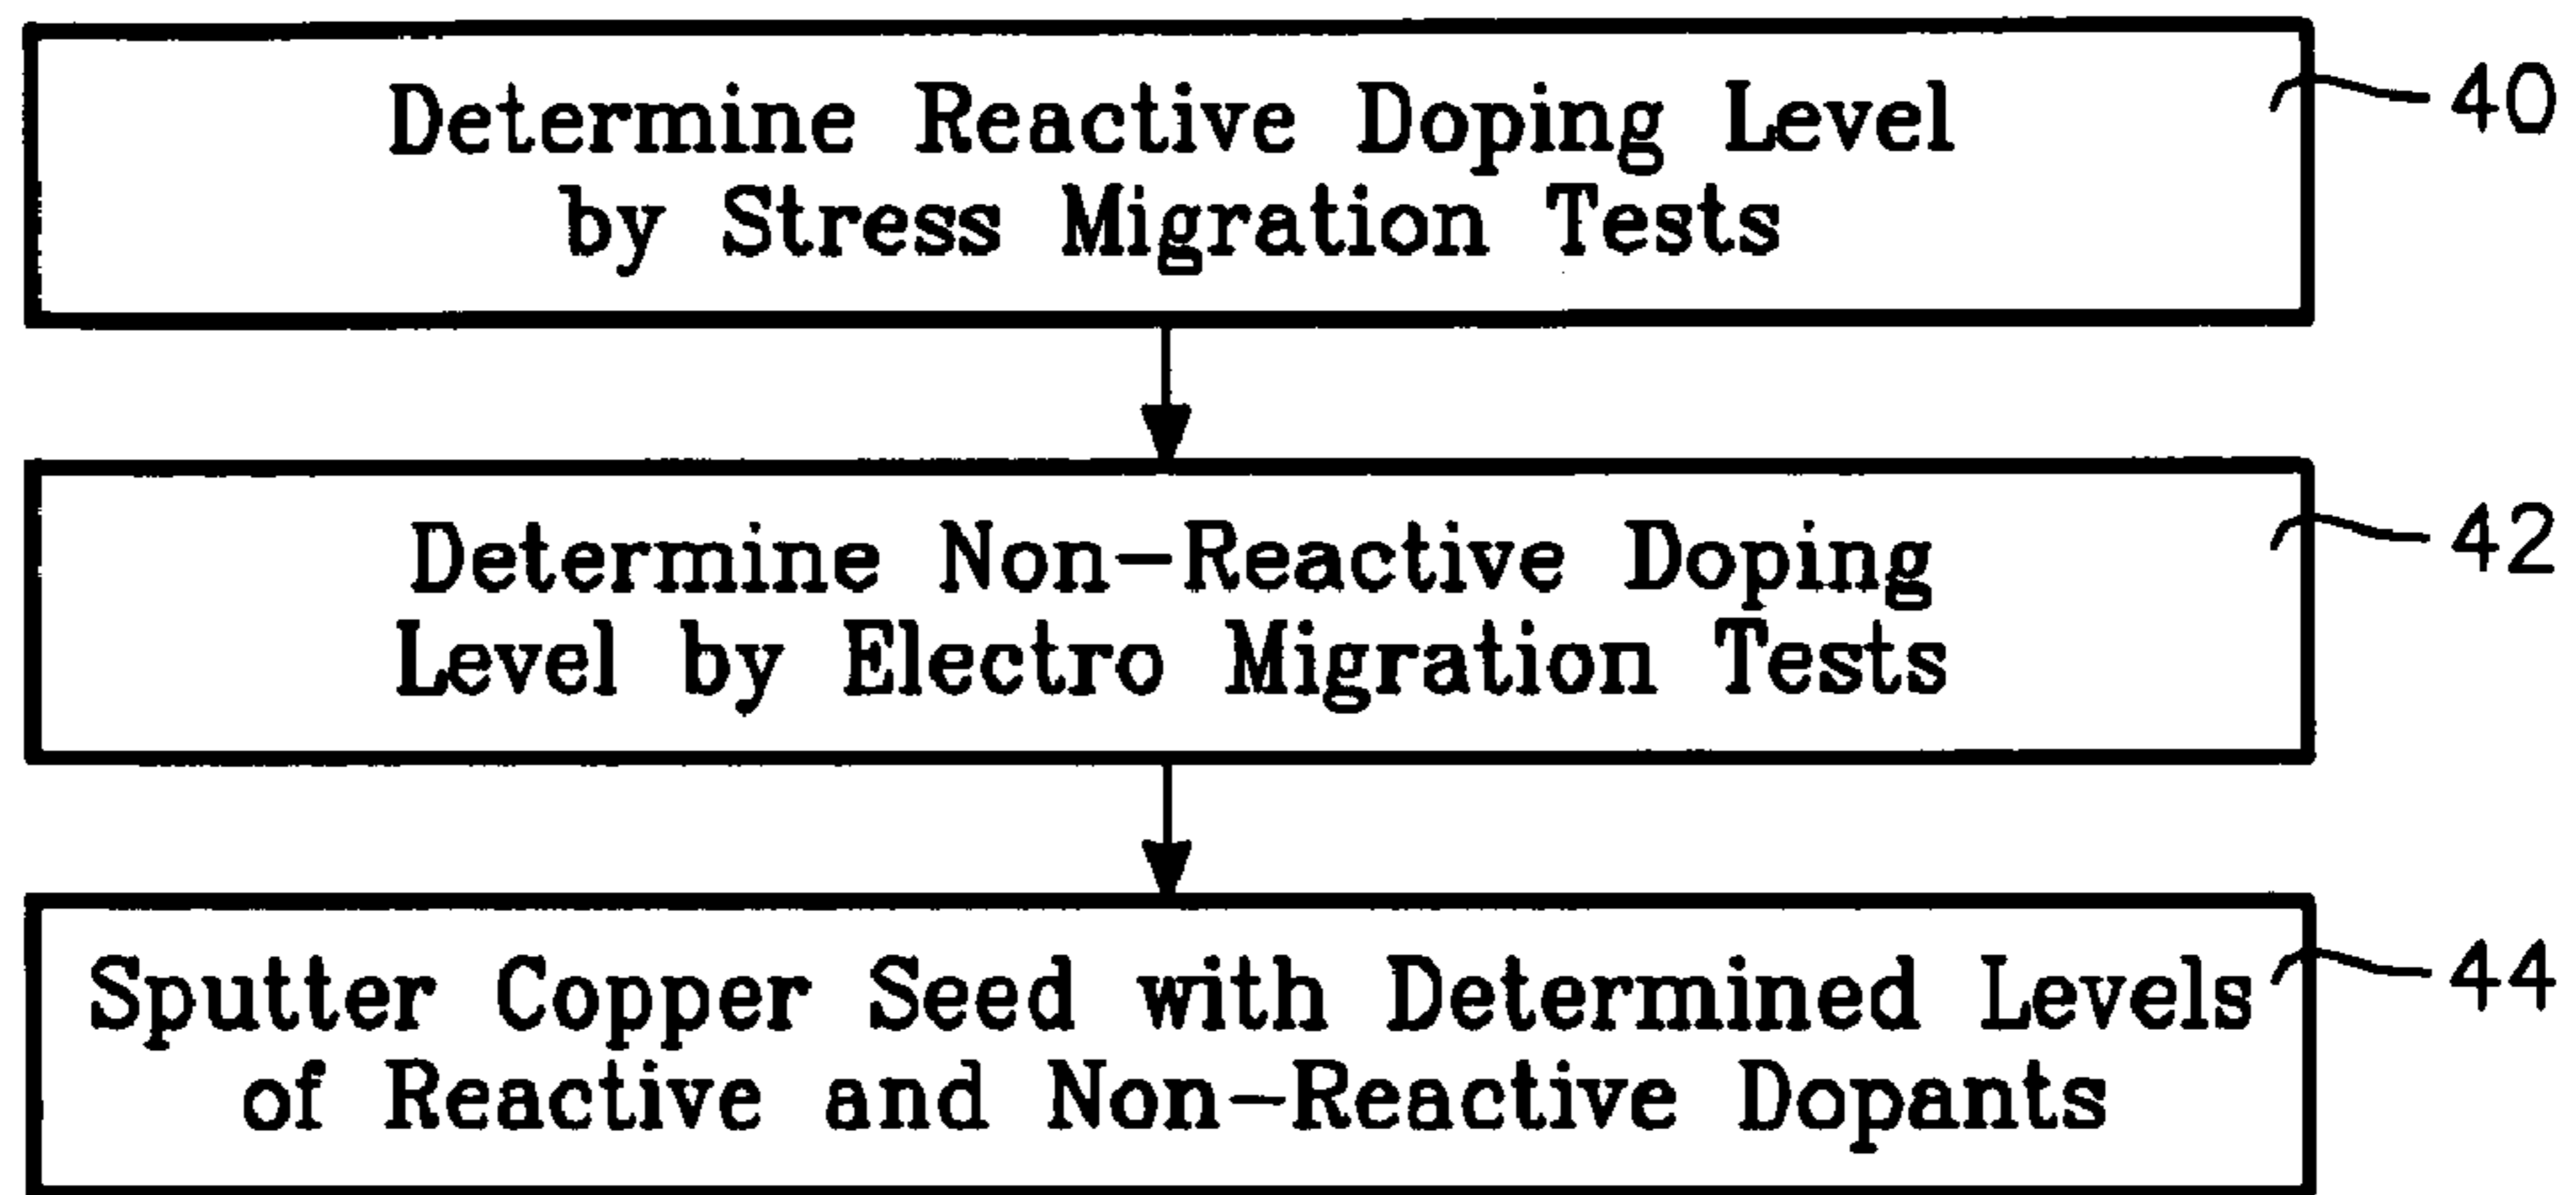 Determine Reactive Doping Level
by Stress Migration Tests
40
Determine Non-Reactive Doping
Level by Electro Migration Tests
42
Sputter Copper Seed with Determined Levels
of Reactive and Non-Reactive Dopants
44